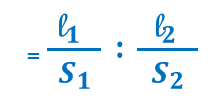 = ℓ₁/s₁ : ℓ₂/s₂